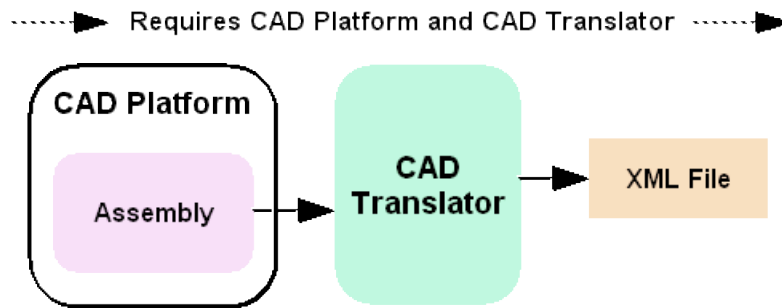 Requires CAD Platform and CAD Translator
CAD Platform
Assembly
CAD
Translator
XML File